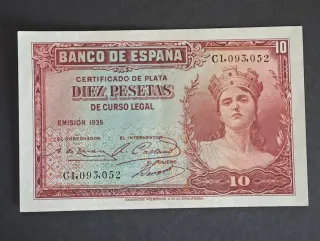 BANCO DE ESPAÑA 10
CERTIFICADO DE PLATA
DIEZ PESETAS
DE CURSO LEGAL
C1,093,052
EMISIÓN 1935
EL GOBERNADOR EL INTERVENTOR
EL CAJERO
C1,093,052
10